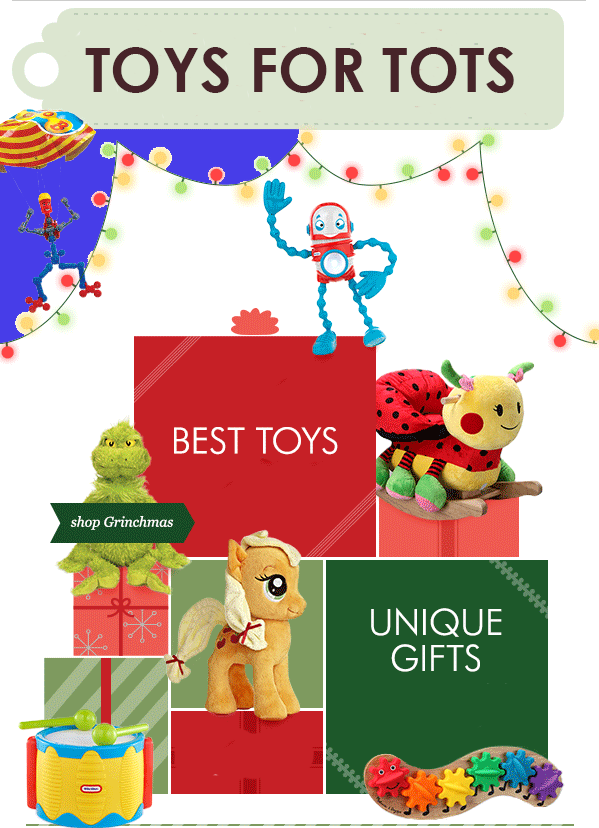 TOYS FOR TOTS
BEST TOYS
shop Grinchmas
UNIQUE
GIFTS